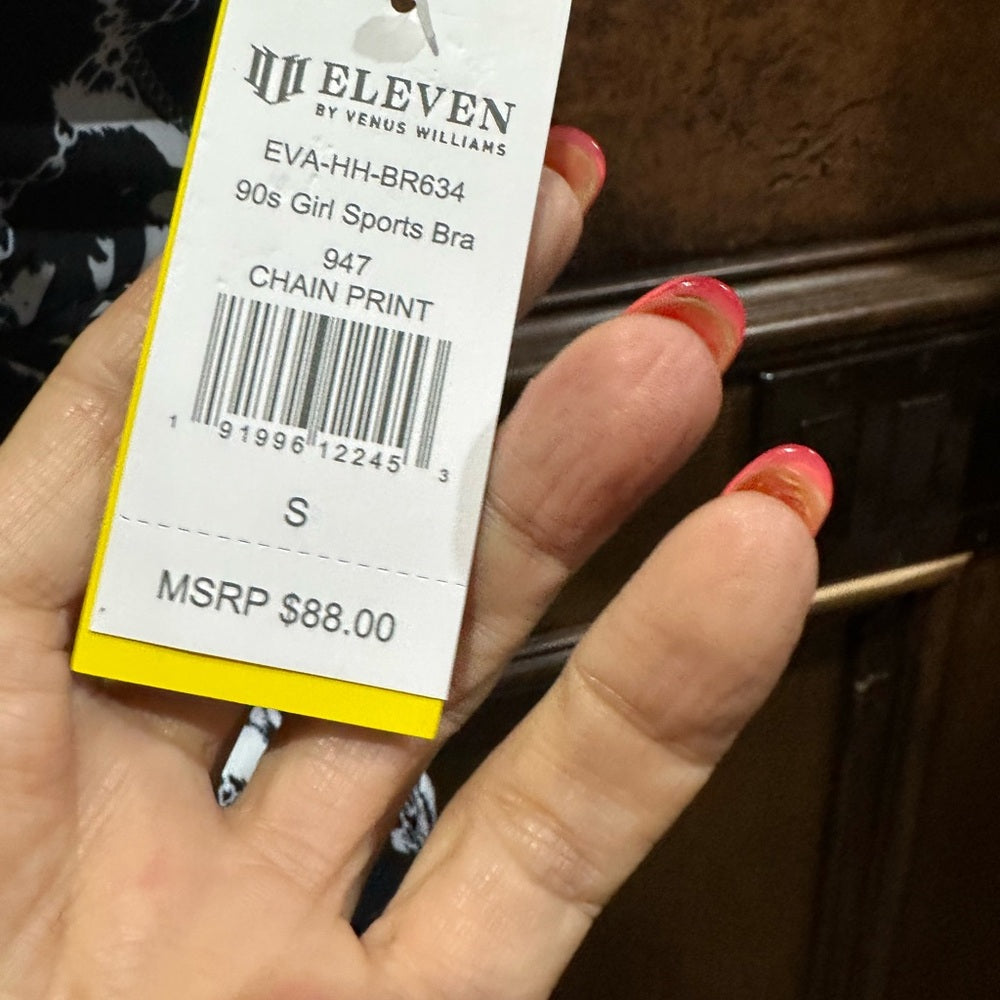 ELEVEN
BY VENUS WILLIAMS
EVA-HH-BR634
90s Girl Sports Bra
947
CHAIN PRINT
1 91996 12245 3
S
MSRP $88.00